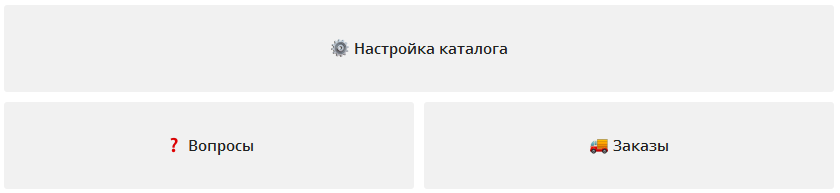 ⚙️ Настройка каталога
❓ Вопросы
🚚 Заказы